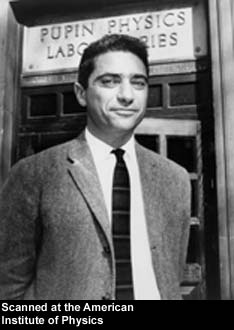 PUPIN PHYSICS
LABORATORIES
Scanned at the American
Institute of Physics